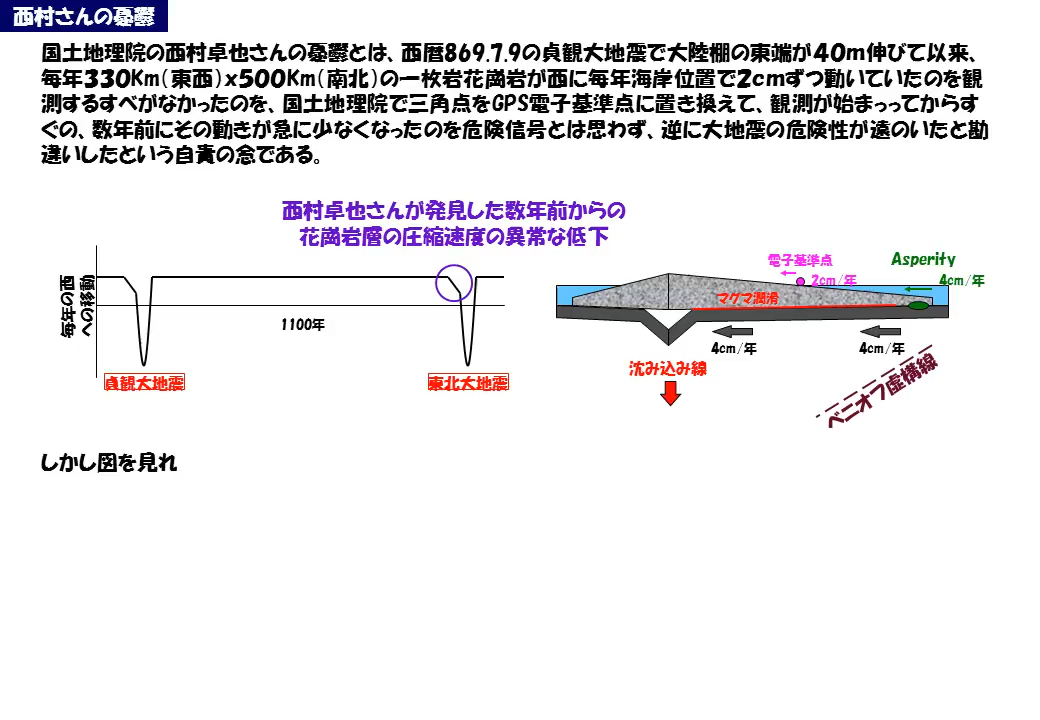 西村さんの憂鬱
国土地理院の西村卓也さんの憂鬱とは、西暦869.7.9の貞観大地震で大陸棚の東端が40m伸びて以来、
毎年330Km(東西)x500Km(南北)の一枚岩花崗岩が西に毎年海岸位置で2cmずつ動いていたのを観
測するすべがなかったのを、国土地理院で三角点をGPS電子基準点に置き換えて、観測が始まっってからす
ぐの、数年前にその動きが急に少なくなったのを危険信号とは思わず、逆に大地震の危険性が遠のいたと勘
違いしたという自責の念である。
西村卓也さんが発見した数年前からの
花崗岩層の圧縮速度の異常な低下
毎年の西
への移動
1100年
貞観大地震
東北大地震
電子基準点
Asperity
2cm/年
4cm/年
マグマ潤滑
4cm/年
4cm/年
沈み込み線
ベニオフ虚構線
しかし図を見れ